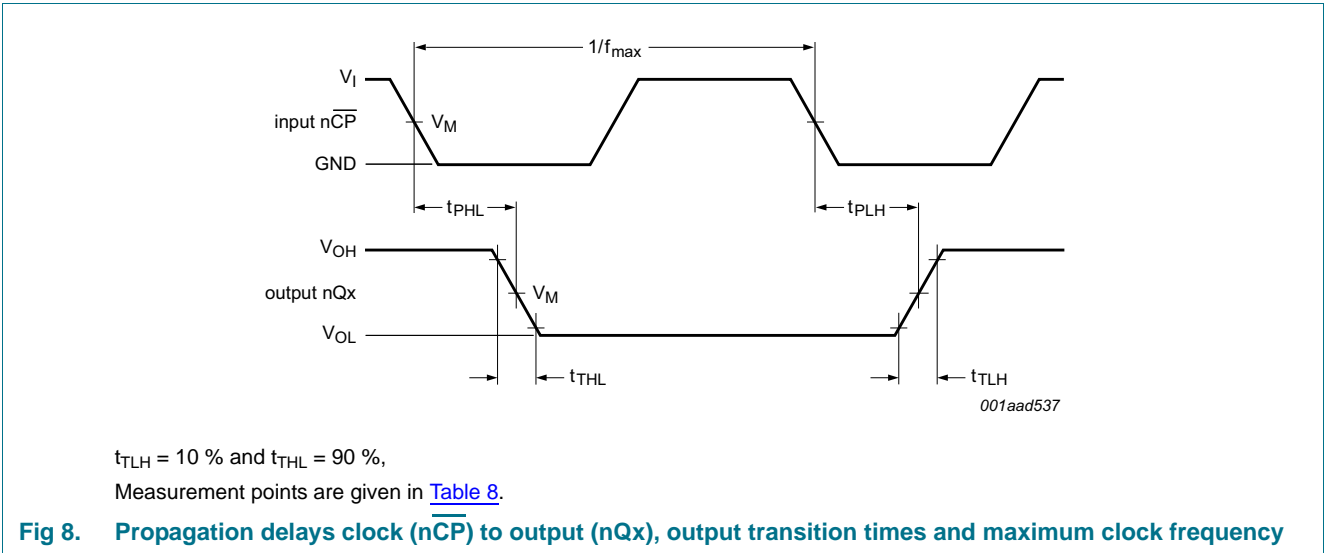 1/fmax
VI
input nC̅P̅
VM
GND
tPHL
tPLH
VOH
output nQx
VM
VOL
tTHL
tTLH
001aad537
tTLH = 10 % and tTHL = 90 %,
Measurement points are given in Table 8.
Fig 8. Propagation delays clock (nC̅P̅) to output (nQx), output transition times and maximum clock frequency